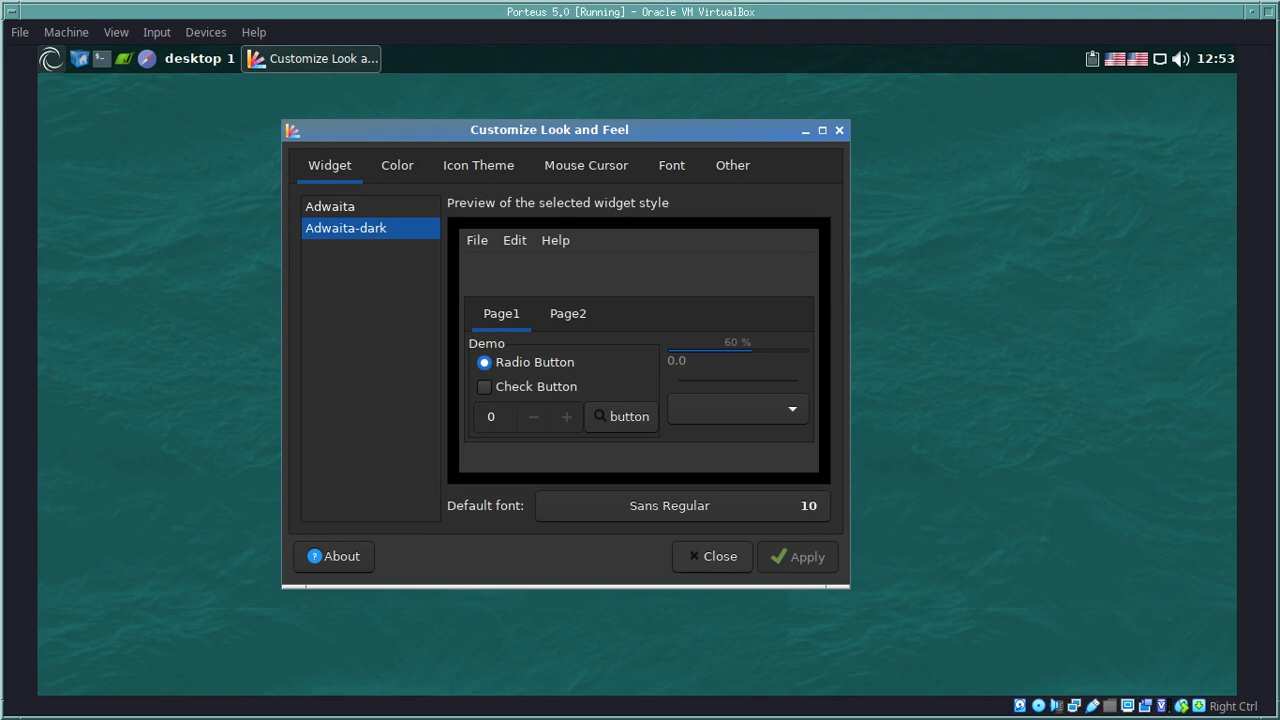 Porteus 5.0 [Running] - Oracle VM VirtualBox
File Machine View Input Devices Help
desktop 1 Customize Look a... 12:53
Customize Look and Feel
Widget Color Icon Theme Mouse Cursor Font Other
Adwaita
Adwaita-dark
Preview of the selected widget style
File Edit Help
Page1 Page2
Demo
Radio Button
Check Button
0 − + button
60 %
0.0
Default font: Sans Regular 10
? About Close Apply
Right Ctrl